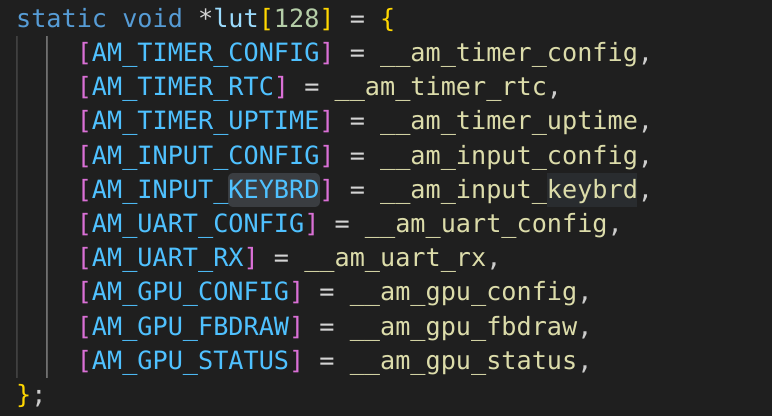 static void *lut[128] = {
[AM_TIMER_CONFIG] = __am_timer_config,
[AM_TIMER_RTC] = __am_timer_rtc,
[AM_TIMER_UPTIME] = __am_timer_uptime,
[AM_INPUT_CONFIG] = __am_input_config,
[AM_INPUT_KEYBRD] = __am_input_keybrd,
[AM_UART_CONFIG] = __am_uart_config,
[AM_UART_RX] = __am_uart_rx,
[AM_GPU_CONFIG] = __am_gpu_config,
[AM_GPU_FBDRAW] = __am_gpu_fbdraw,
[AM_GPU_STATUS] = __am_gpu_status,
};